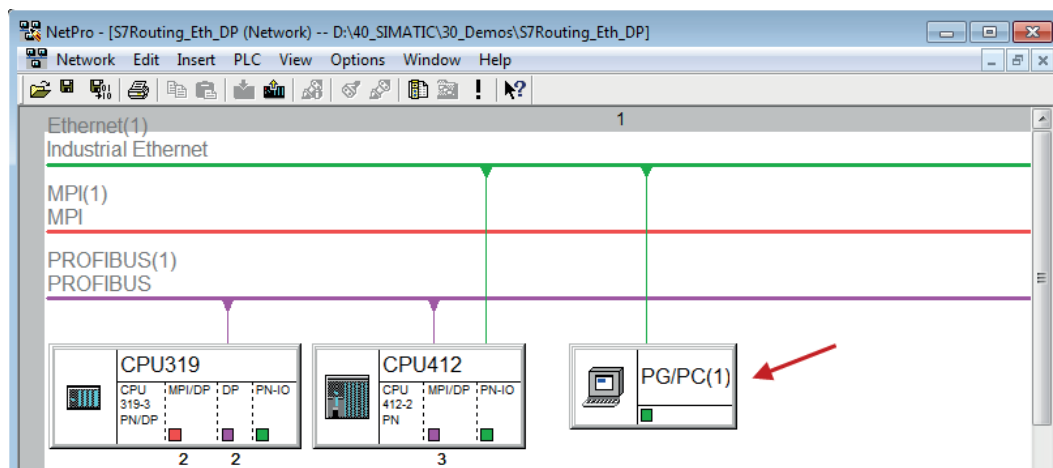 NetPro - [S7Routing_Eth_DP (Network) -- D:\40_SIMATIC\30_Demos\S7Routing_Eth_DP]
Network Edit Insert PLC View Options Window Help
1
Ethernet(1)
Industrial Ethernet
MPI(1)
MPI
PROFIBUS(1)
PROFIBUS
CPU319
CPU
319-3
PN/DP
MPI/DP
DP
PN-IO
2
2
CPU412
CPU
412-2
PN
MPI/DP
PN-IO
3
PG/PC(1)